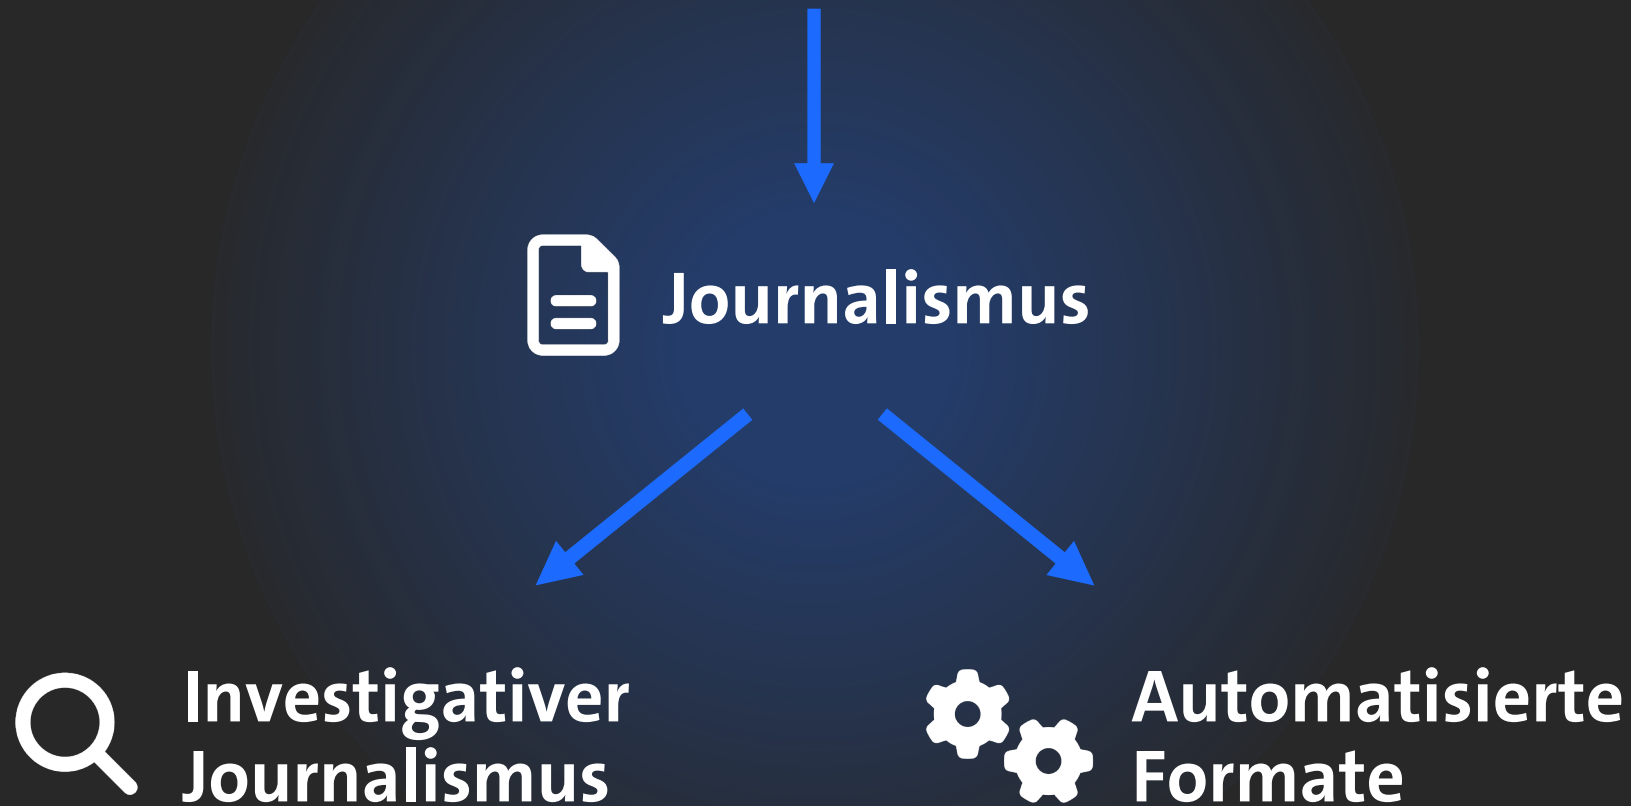 Journalismus
Investigativer
Journalismus
Automatisierte
Formate